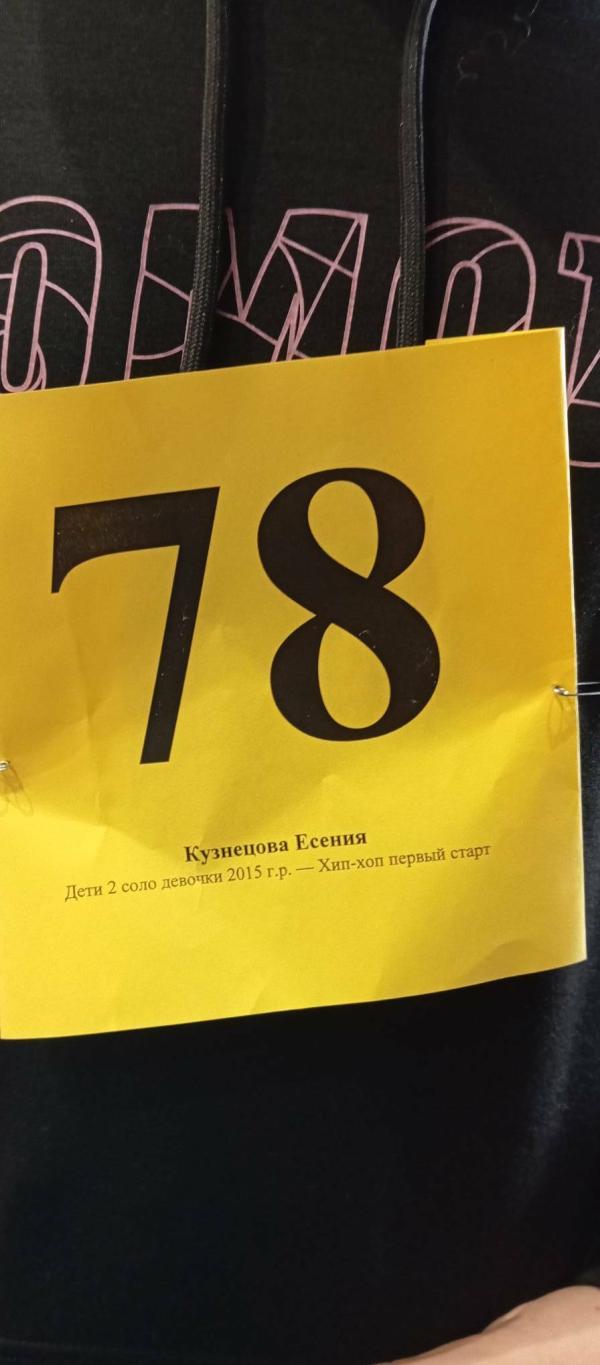 78
Кузнецова Есения
Дети 2 соло девочки 2015 г.р. — Хип-хоп первый старт